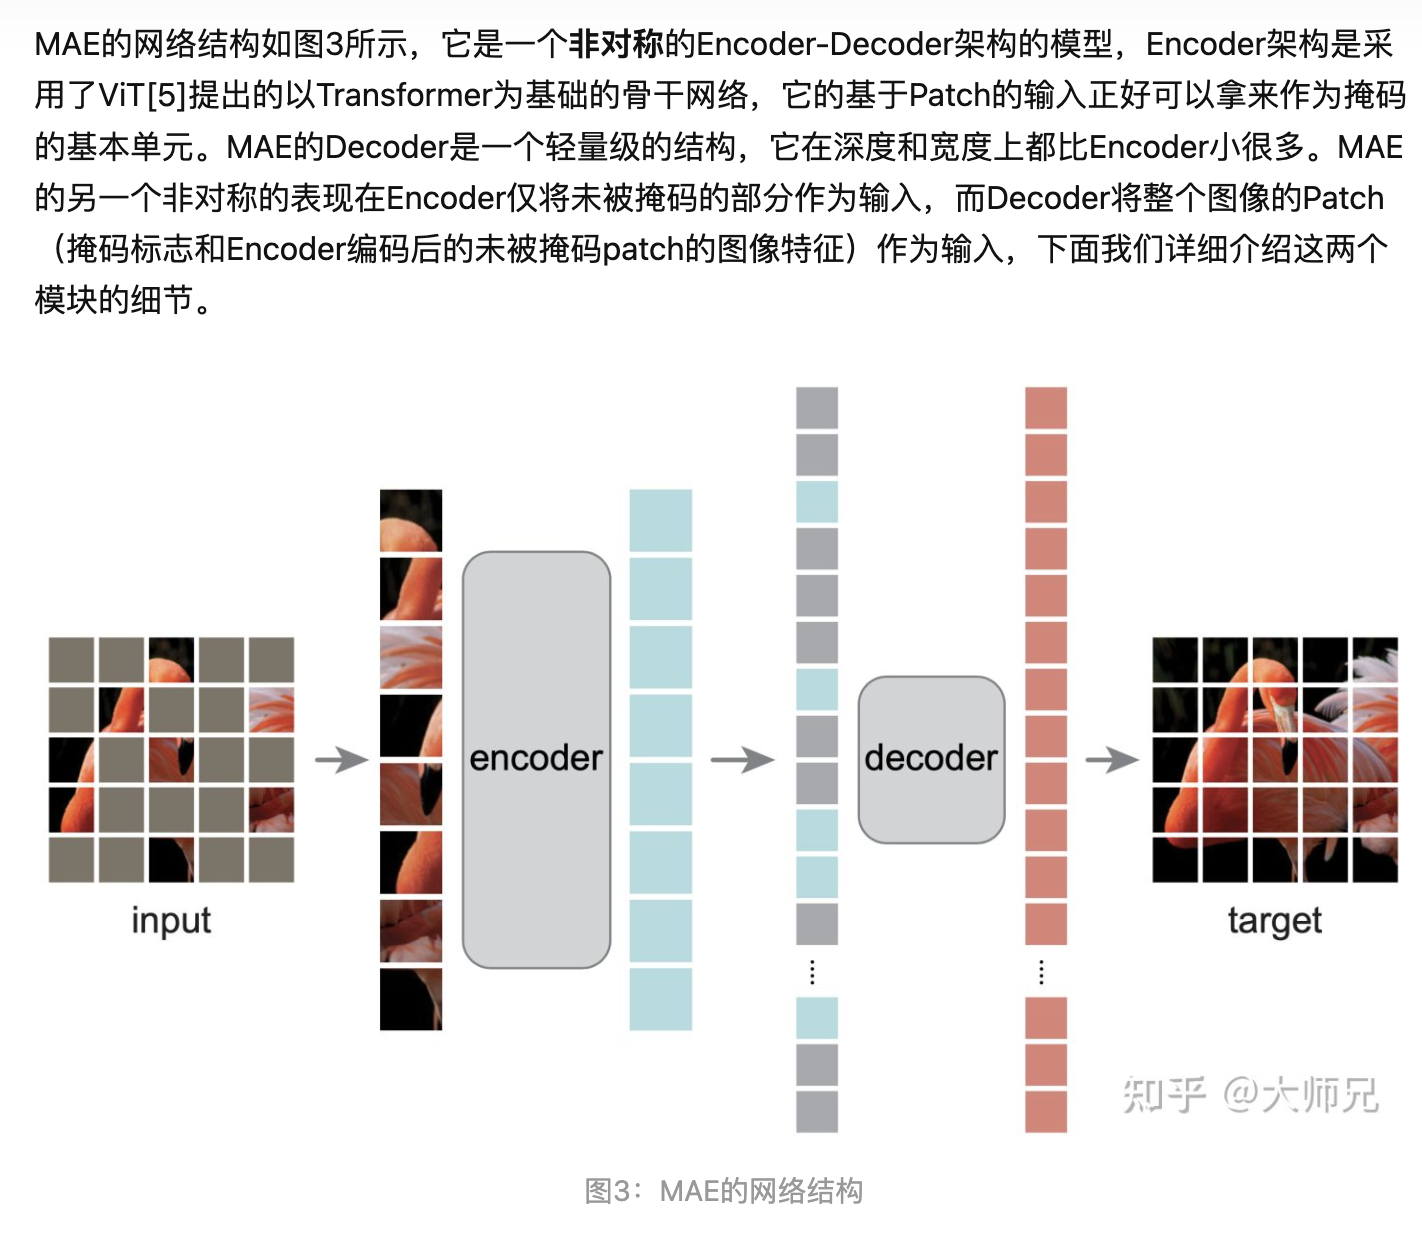 MAE的网络结构如图3所示，它是一个非对称的Encoder-Decoder架构的模型，Encoder架构是采
用了ViT[5]提出的以Transformer为基础的骨干网络，它的基于Patch的输入正好可以拿来作为掩码
的基本单元。MAE的Decoder是一个轻量级的结构，它在深度和宽度上都比Encoder小很多。MAE
的另一个非对称的表现在Encoder仅将未被掩码的部分作为输入，而Decoder将整个图像的Patch
（掩码标志和Encoder编码后的未被掩码patch的图像特征）作为输入，下面我们详细介绍这两个
模块的细节。
encoder
decoder
input
target
知乎 @大师兄
图3：MAE的网络结构